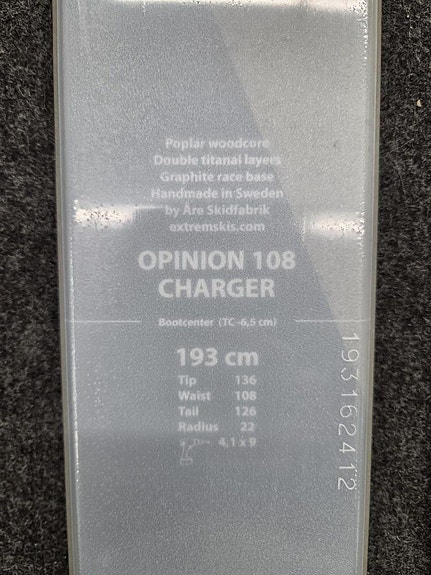 Poplar woodcore
Double titanal layers
Graphite race base
Handmade in Sweden
by Åre Skidfabrik
extremskis.com
OPINION 108
CHARGER
Bootcenter (TC -6,5 cm)
193 cm
Tip 136
Waist 108
Tail 126
Radius 22
4,1 x 9
193162412